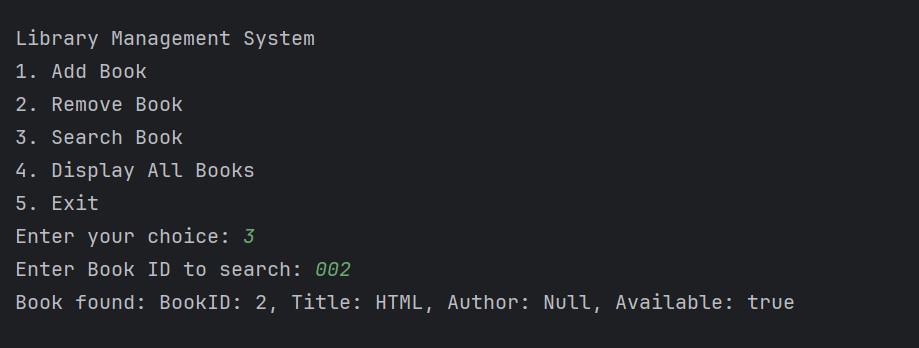 Library Management System
1. Add Book
2. Remove Book
3. Search Book
4. Display All Books
5. Exit
Enter your choice: 3
Enter Book ID to search: 002
Book found: BookID: 2, Title: HTML, Author: Null, Available: true